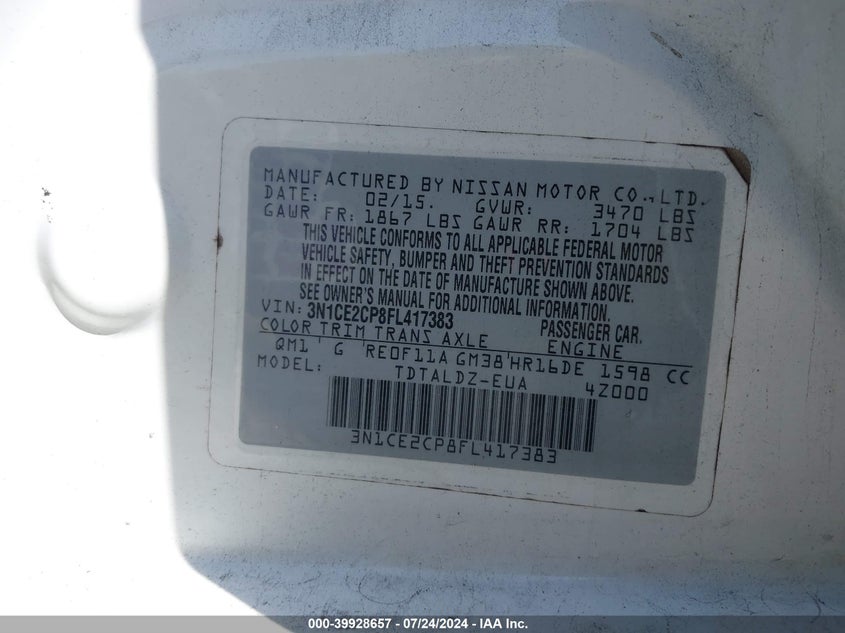 MANUFACTURED BY NISSAN MOTOR CO., LTD.
DATE: 02/15. GVWR: 3470 LBS
GAWR FR: 1867 LBS GAWR RR: 1704 LBS
THIS VEHICLE CONFORMS TO ALL APPLICABLE FEDERAL MOTOR
VEHICLE SAFETY, BUMPER AND THEFT PREVENTION STANDARDS
IN EFFECT ON THE DATE OF MANUFACTURE SHOWN ABOVE.
SEE OWNER'S MANUAL FOR ADDITIONAL INFORMATION.
VIN: 3N1CE2CP8FL417383 PASSENGER CAR.
COLOR TRIM TRANS AXLE ENGINE
QM1 G RE0F11A GM38 HR16DE 1598 CC
MODEL: TDTALDZ-EUA 4Z000
3N1CE2CP8FL417383
000-39928657 - 07/24/2024 - IAA Inc.